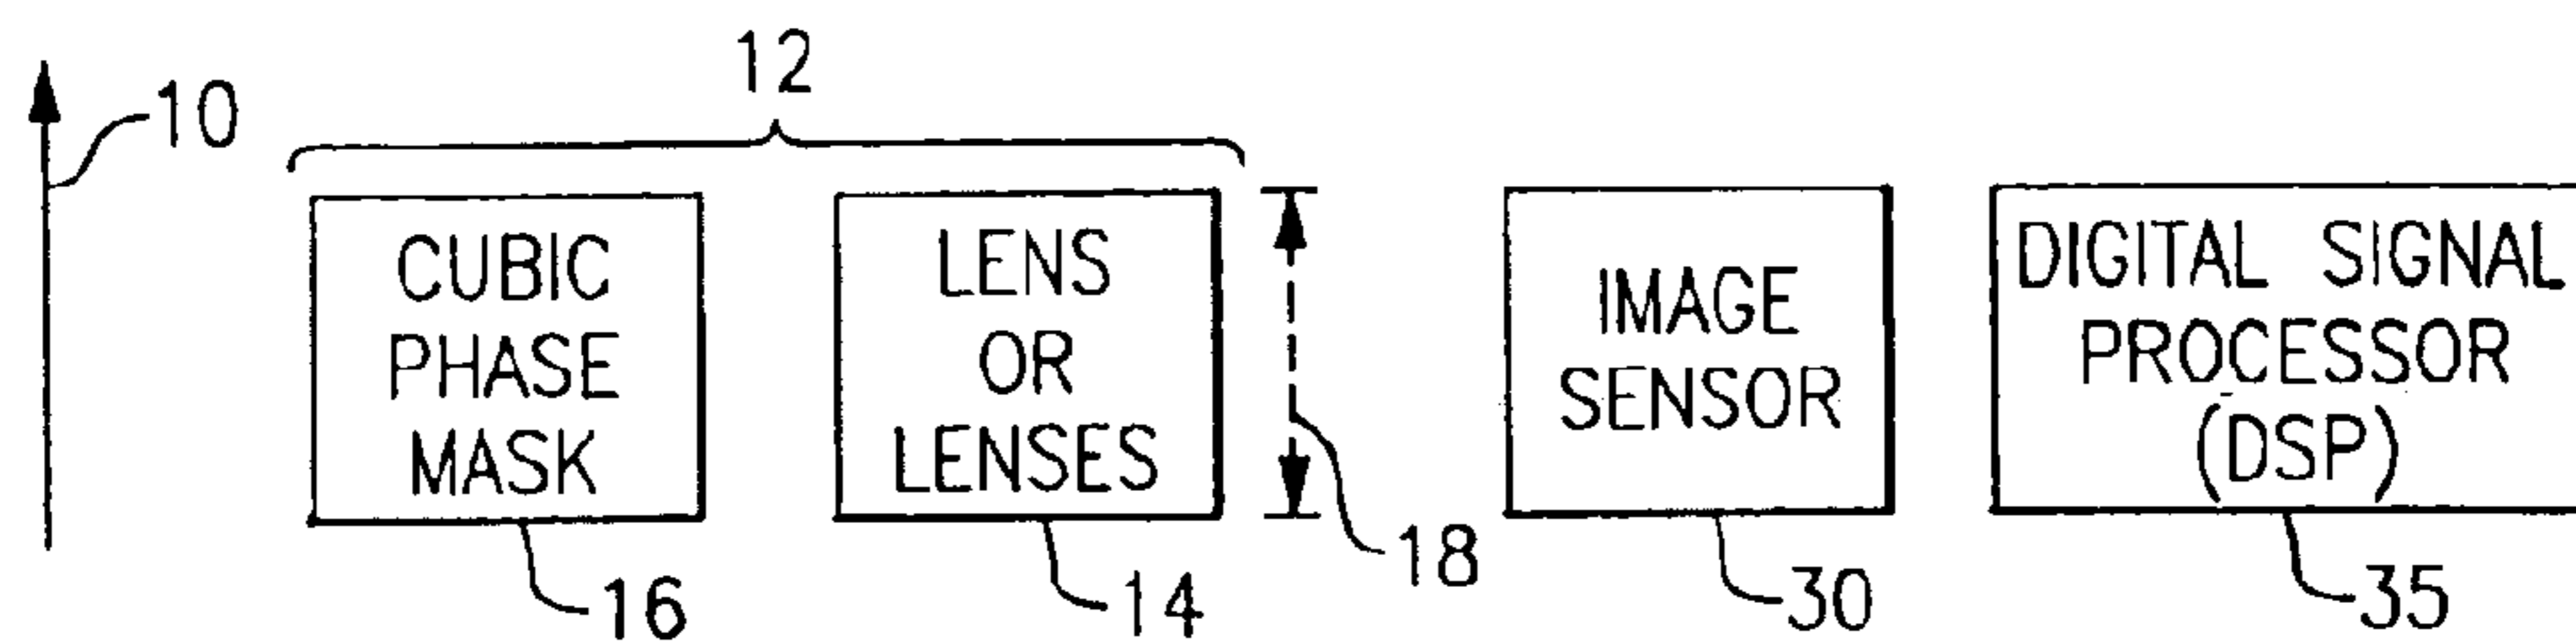 12
10
CUBIC
PHASE
MASK
LENS
OR
LENSES
IMAGE
SENSOR
DIGITAL SIGNAL
PROCESSOR
(DSP)
16
14
18
30
35